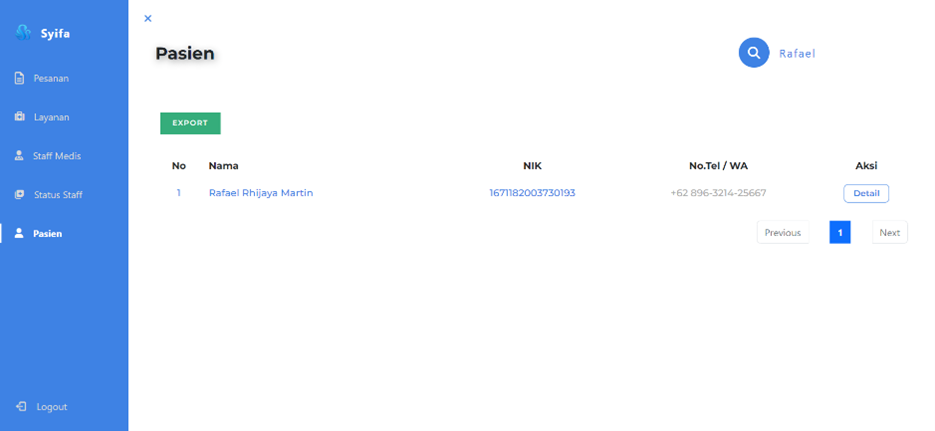 Syifa
Pesanan
Layanan
Staff Medis
Status Staff
Pasien
Logout
Pasien
Rafael
EXPORT
No Nama NIK No.Tel / WA Aksi
1 Rafael Rhijaya Martin 1671182003730193 +62 896-3214-25667 Detail
Previous 1 Next